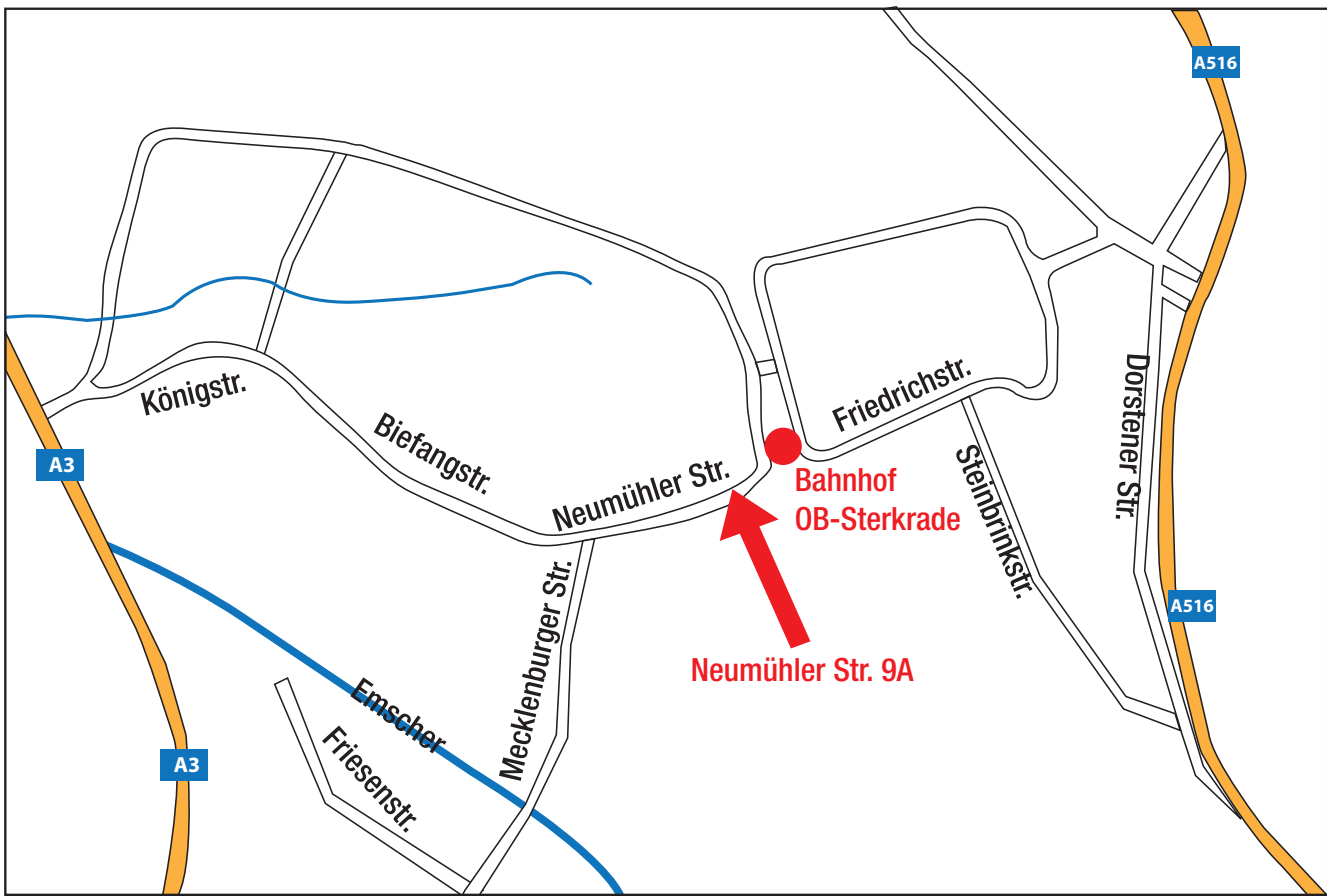 A516
Königstr.
Friedrichstr.
Dorstener Str.
A3
Biefangstr.
Neumühler Str.
Bahnhof
OB-Sterkrade
Steinbrinkstr.
A516
Mecklenburger Str.
Neumühler Str. 9A
Emscher
A3
Friesenstr.